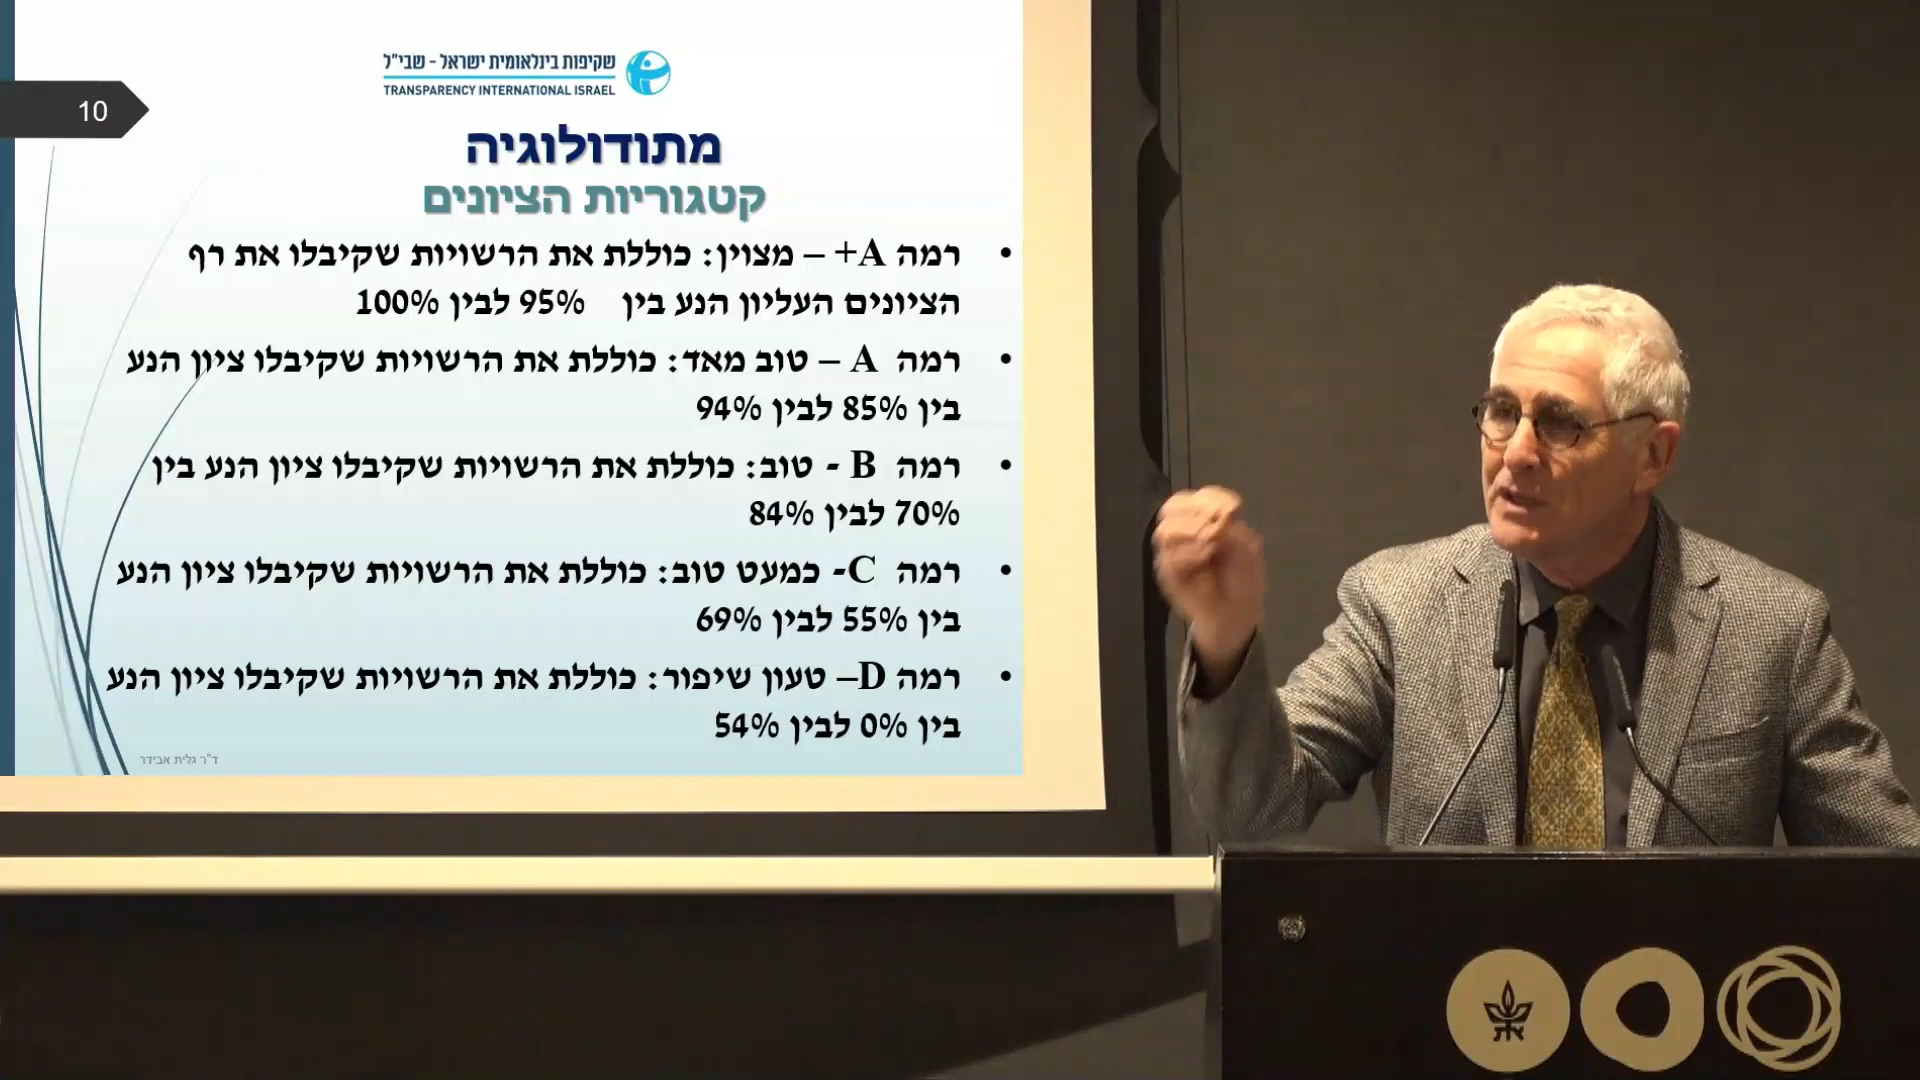 שקיפות בינלאומית ישראל - שבי"ל
TRANSPARENCY INTERNATIONAL ISRAEL
10
מתודולוגיה
קטגוריות הציונים
• רמה A+ – מצוין: כוללת את הרשויות שקיבלו את רף
הציונים העליון הנע בין 95% לבין 100%
• רמה A – טוב מאד: כוללת את הרשויות שקיבלו ציון הנע
בין 85% לבין 94%
• רמה B - טוב: כוללת את הרשויות שקיבלו ציון הנע בין
70% לבין 84%
• רמה C- כמעט טוב: כוללת את הרשויות שקיבלו ציון הנע
בין 55% לבין 69%
• רמה D– טעון שיפור: כוללת את הרשויות שקיבלו ציון הנע
בין 0% לבין 54%
ד"ר גלית אבידר
את